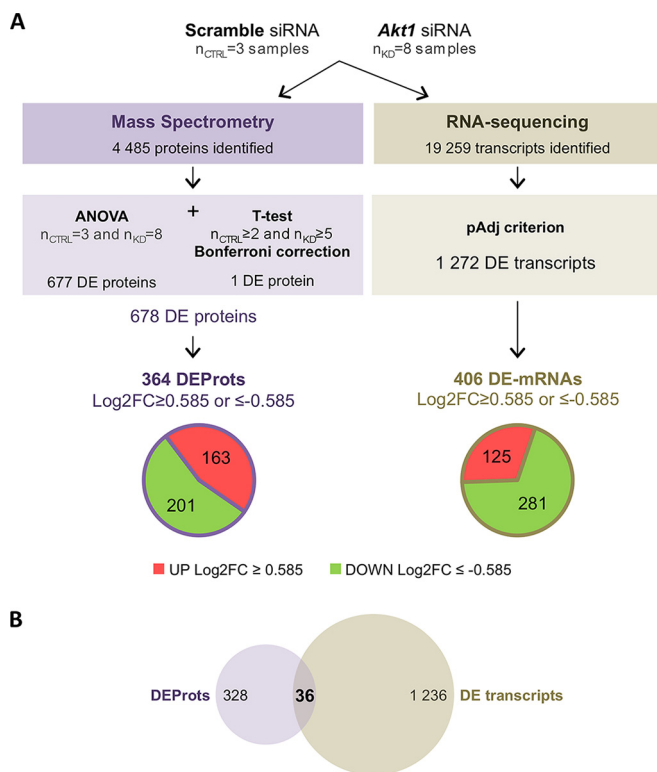 A
Scramble siRNA
nCTRL=3 samples
Akt1 siRNA
nKD=8 samples
Mass Spectrometry
4 485 proteins identified
RNA-sequencing
19 259 transcripts identified
ANOVA
nCTRL=3 and nKD=8
677 DE proteins
+
T-test
nCTRL≥2 and nKD≥5
Bonferroni correction
1 DE protein
pAdj criterion
1 272 DE transcripts
678 DE proteins
364 DEProts
Log2FC≥0.585 or ≤-0.585
406 DE-mRNAs
Log2FC≥0.585 or ≤-0.585
163
201
125
281
UP Log2FC ≥ 0.585
DOWN Log2FC ≤ -0.585
B
DEProts
328
36
1 236
DE transcripts